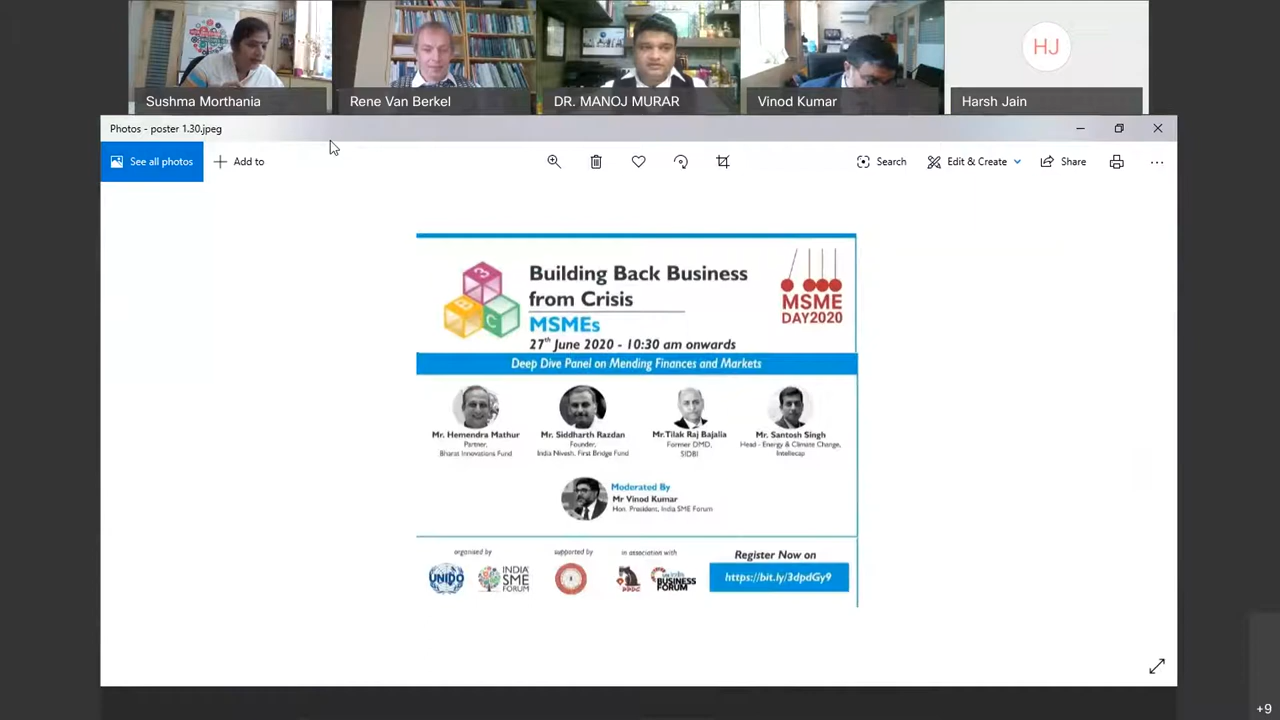 Sushma Morthania
Rene Van Berkel
DR. MANOJ MURAR
Vinod Kumar
HJ
Harsh Jain
Photos - poster 1.30.jpeg
See all photos
Add to
Search
Edit & Create
Share
Building Back Business
from Crisis
MSMEs
27th June 2020 - 10:30 am onwards
MSME
DAY2020
3
B
C
Deep Dive Panel on Mending Finances and Markets
Mr. Hemendra Mathur
Partner,
Bharat Innovations Fund
Mr. Siddharth Razdan
Founder,
India Nivesh, First Bridge Fund
Mr.Tilak Raj Bajalia
Former DMD,
SIDBI
Mr. Santosh Singh
Head - Energy & Climate Change,
Intellecap
Moderated By
Mr Vinod Kumar
Hon. President, India SME Forum
organised by
supported by
in association with
Register Now on
UNIDO
INDIA
SME
FORUM
PPDC
BUSINESS
FORUM
https://bit.ly/3dpdGy9
+9